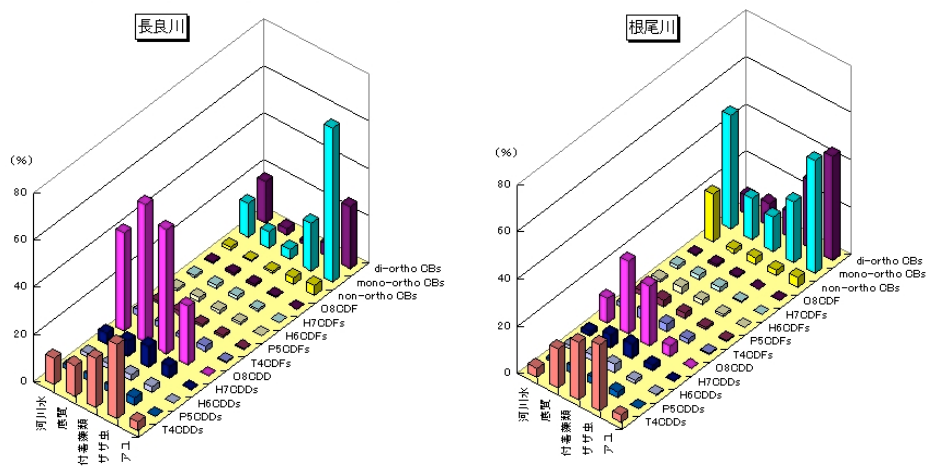 長良川
(%)
80
60
40
20
0
河川水
底質
付着藻類
ザザ虫
アユ
T4CDDs
P5CDDs
H6CDDs
H7CDDs
O8CDD
T4CDFs
P5CDFs
H6CDFs
H7CDFs
O8CDF
non-ortho CBs
mono-ortho CBs
di-ortho CBs
根尾川
(%)
80
60
40
20
0
河川水
底質
付着藻類
ザザ虫
アユ
T4CDDs
P5CDDs
H6CDDs
H7CDDs
O8CDD
T4CDFs
P5CDFs
H6CDFs
H7CDFs
O8CDF
non-ortho CBs
mono-ortho CBs
di-ortho CBs